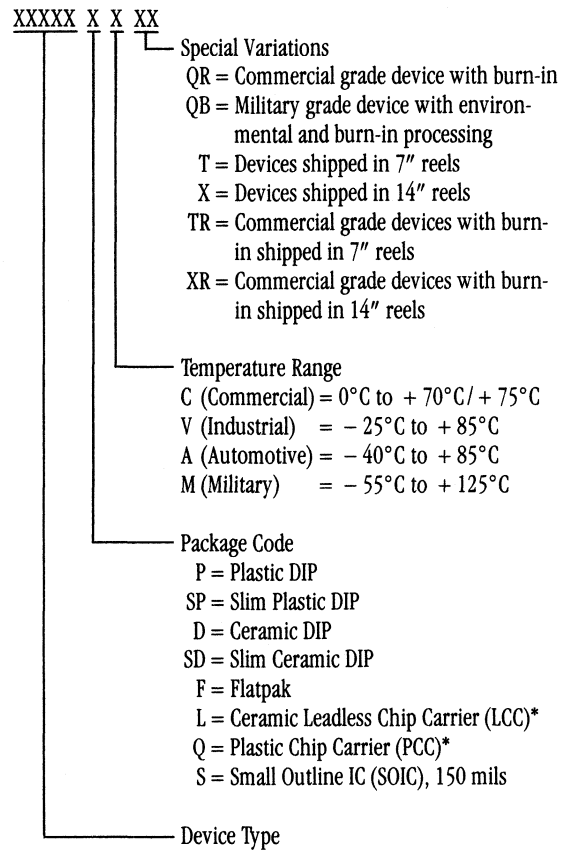 XXXXX X X XX
Special Variations
QR = Commercial grade device with burn-in
QB = Military grade device with environ-
mental and burn-in processing
T = Devices shipped in 7″ reels
X = Devices shipped in 14″ reels
TR = Commercial grade devices with burn-
in shipped in 7″ reels
XR = Commercial grade devices with burn-
in shipped in 14″ reels
Temperature Range
C (Commercial) = 0°C to + 70°C/ + 75°C
V (Industrial) = − 25°C to + 85°C
A (Automotive) = − 40°C to + 85°C
M (Military) = − 55°C to + 125°C
Package Code
P = Plastic DIP
SP = Slim Plastic DIP
D = Ceramic DIP
SD = Slim Ceramic DIP
F = Flatpak
L = Ceramic Leadless Chip Carrier (LCC)*
Q = Plastic Chip Carrier (PCC)*
S = Small Outline IC (SOIC), 150 mils
Device Type